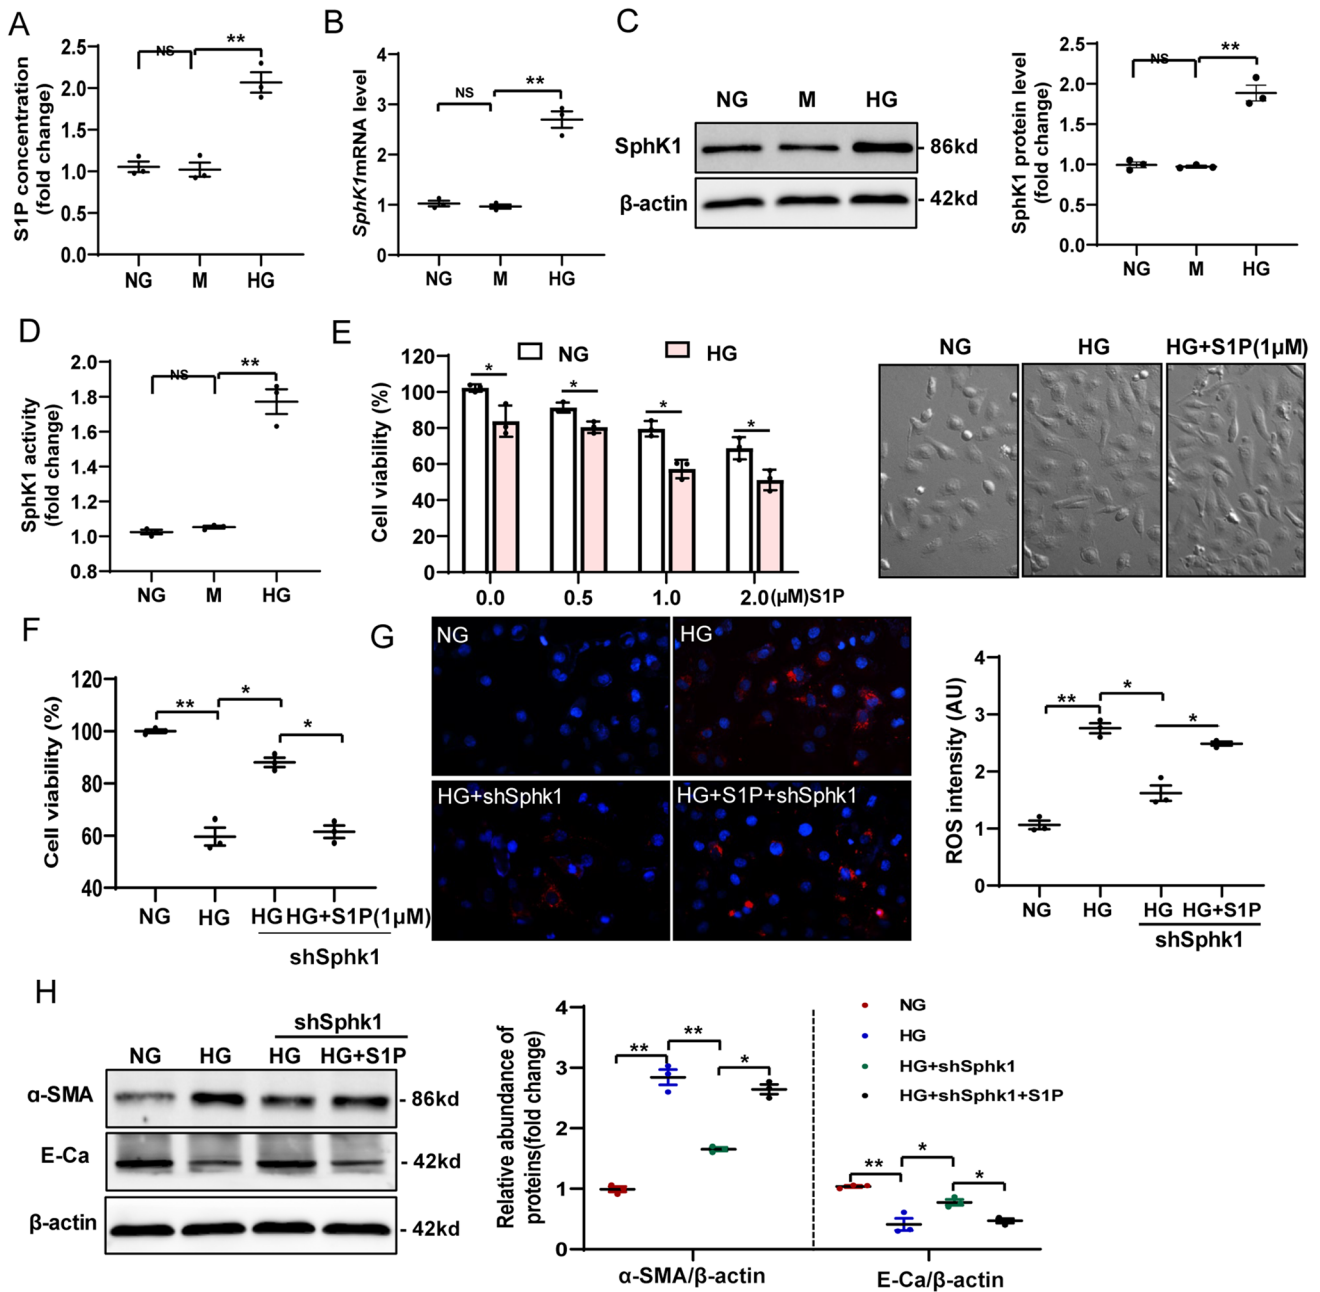 A
S1P concentration
(fold change)
2.5
2.0
1.5
1.0
0.5
0.0
NS
**
NG M HG
B
SphK1mRNA level
4
3
2
1
0
NS
**
NG M HG
C
NG M HG
SphK1
- 86kd
β-actin
- 42kd
SphK1 protein level
(fold change)
2.5
2.0
1.5
1.0
0.5
0.0
NS
**
NG M HG
D
SphK1 activity
(fold change)
2.0
1.8
1.6
1.4
1.2
1.0
0.8
NS
**
NG M HG
E
Cell viability (%)
120
100
80
60
40
20
0
NG
HG
*
*
*
*
0.0 0.5 1.0 2.0(μM)S1P
NG HG HG+S1P(1μM)
F
Cell viability (%)
120
100
80
60
40
**
*
*
NG HG HG HG+S1P(1μM)
shSphk1
G
NG
HG
HG+shSphk1
HG+S1P+shSphk1
ROS intensity (AU)
4
3
2
1
0
**
*
*
NG HG HG HG+S1P
shSphk1
H
shSphk1
NG HG HG HG+S1P
α-SMA
- 86kd
E-Ca
- 42kd
β-actin
- 42kd
Relative abundance of
proteins(fold change)
4
3
2
1
0
**
**
*
**
*
*
NG
HG
HG+shSphk1
HG+shSphk1+S1P
α-SMA/β-actin
E-Ca/β-actin